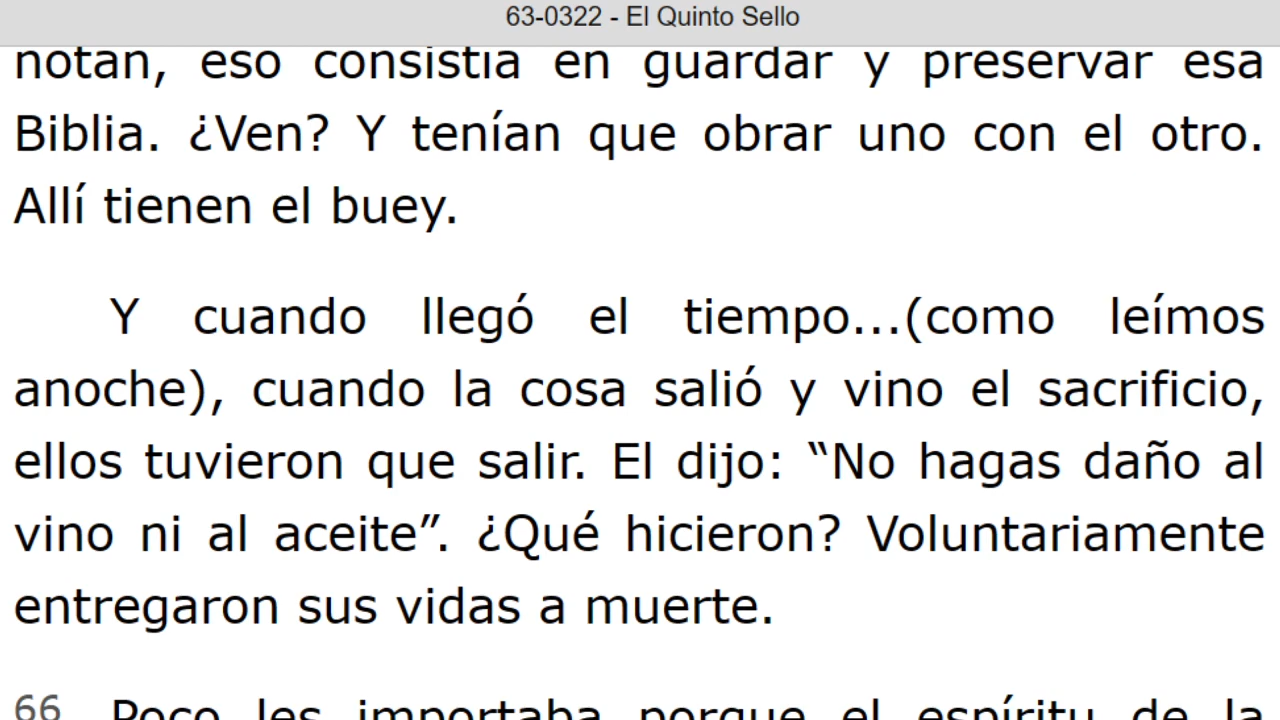 63-0322 - El Quinto Sello
notan, eso consistía en guardar y preservar esa
Biblia. ¿Ven? Y tenían que obrar uno con el otro.
Allí tienen el buey.
Y cuando llegó el tiempo...(como leímos
anoche), cuando la cosa salió y vino el sacrificio,
ellos tuvieron que salir. El dijo: “No hagas daño al
vino ni al aceite”. ¿Qué hicieron? Voluntariamente
entregaron sus vidas a muerte.
66 Poco les importaba porque el espíritu de la